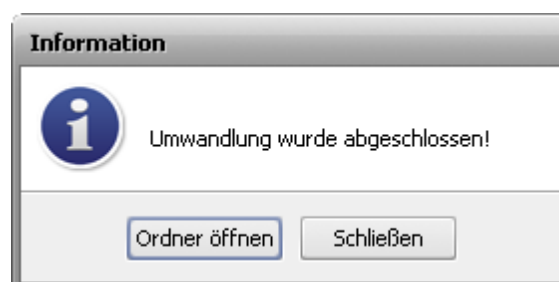 Information
Umwandlung wurde abgeschlossen!
Ordner öffnen
Schließen